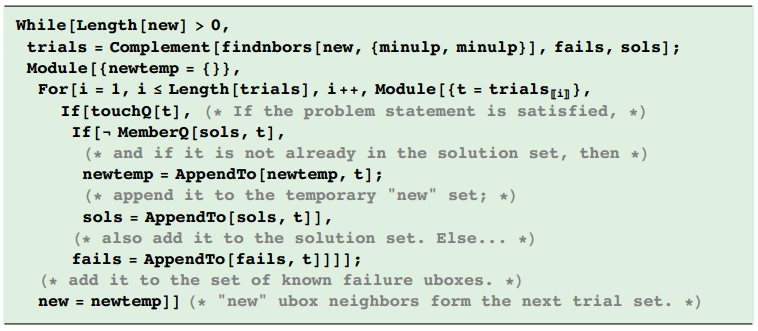 While[Length[new] > 0,
trials = Complement[findnbors[new, {minulp, minulp}], fails, sols];
Module[{newtemp = {}},
For[i = 1, i ≤ Length[trials], i++, Module[{t = trials⟦i⟧},
If[touchQ[t], (* If the problem statement is satisfied, *)
If[¬ MemberQ[sols, t],
(* and if it is not already in the solution set, then *)
newtemp = AppendTo[newtemp, t];
(* append it to the temporary "new" set; *)
sols = AppendTo[sols, t]],
(* also add it to the solution set. Else... *)
fails = AppendTo[fails, t]]]];
(* add it to the set of known failure uboxes. *)
new = newtemp]] (* "new" ubox neighbors form the next trial set. *)